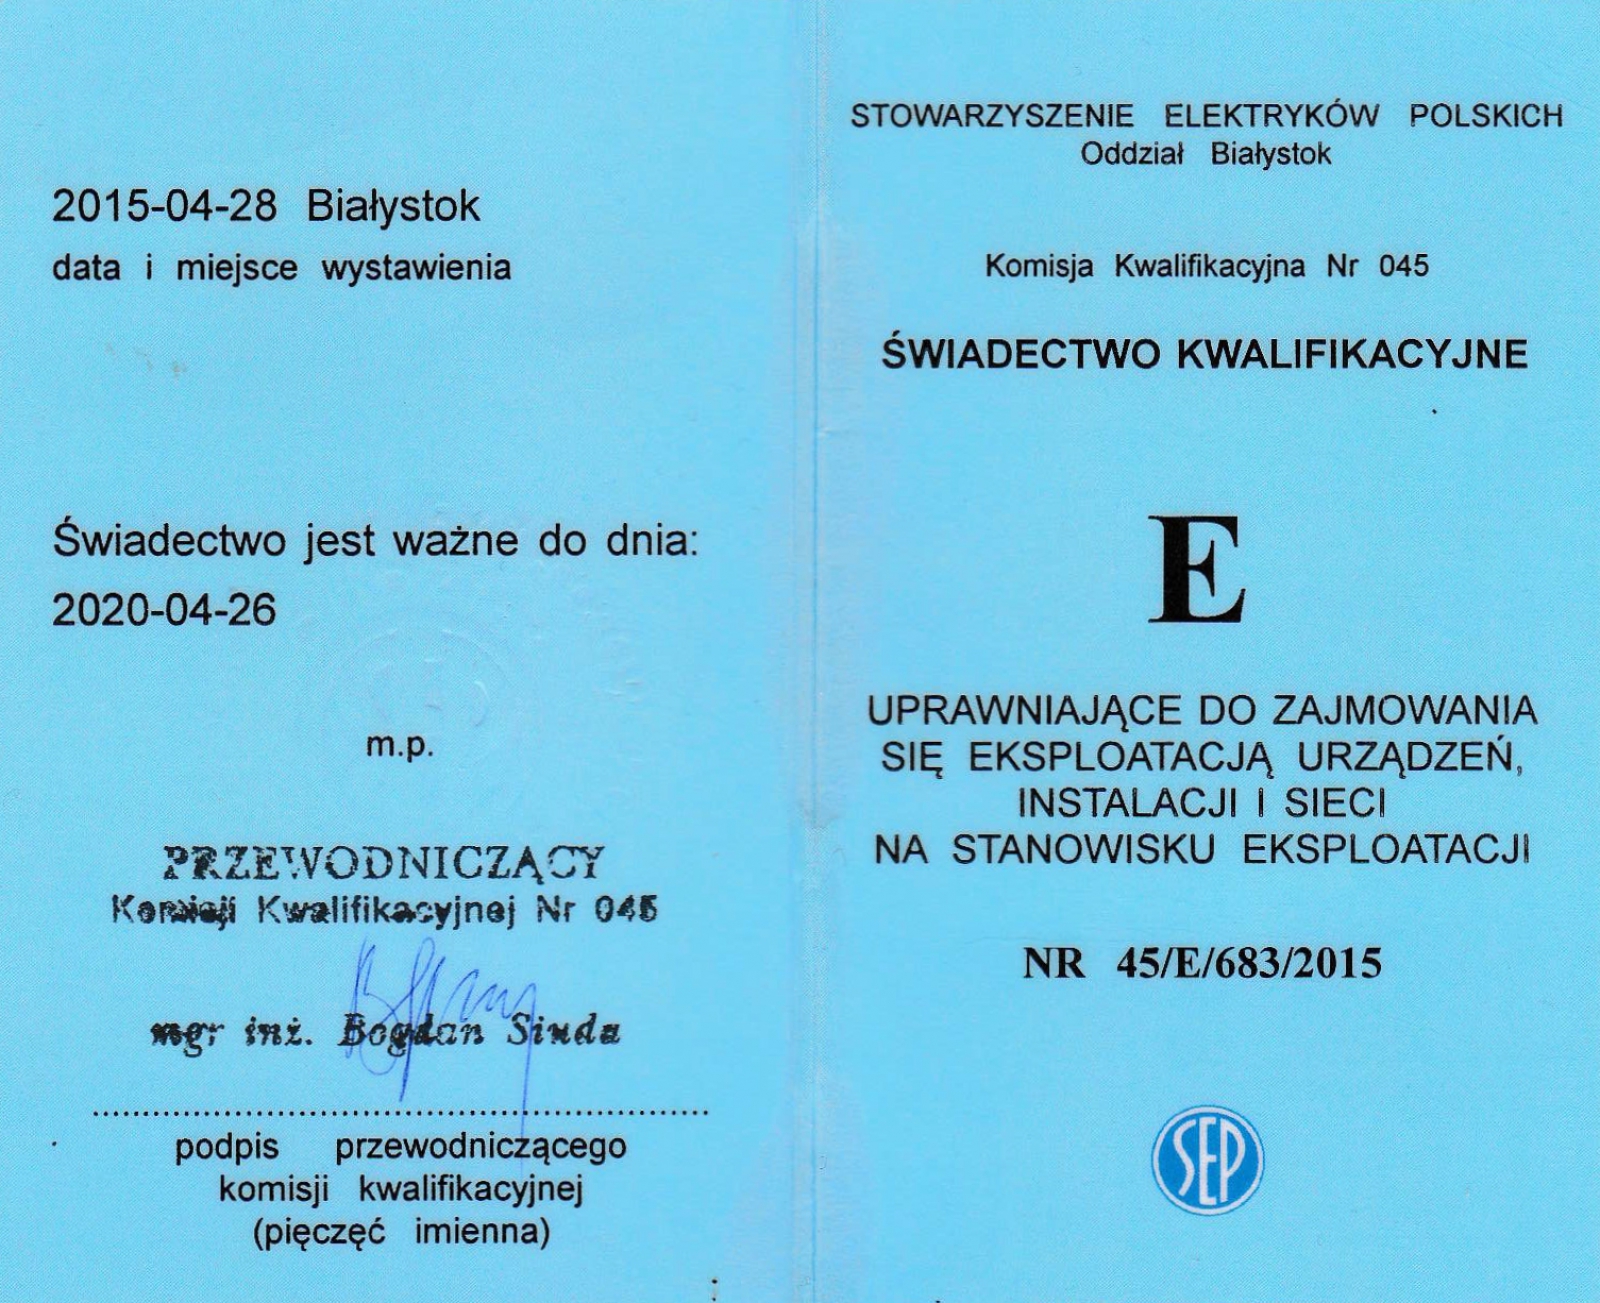 2015-04-28 Białystok
data i miejsce wystawienia
Świadectwo jest ważne do dnia:
2020-04-26
m.p.
PRZEWODNICZĄCY
Komisji Kwalifikacyjnej Nr 045
mgr inż. Bogdan Siuda
podpis przewodniczącego
komisji kwalifikacyjnej
(pięczęć imienna)
STOWARZYSZENIE ELEKTRYKÓW POLSKICH
Oddział Białystok
Komisja Kwalifikacyjna Nr 045
ŚWIADECTWO KWALIFIKACYJNE
E
UPRAWNIAJĄCE DO ZAJMOWANIA
SIĘ EKSPLOATACJĄ URZĄDZEŃ,
INSTALACJI I SIECI
NA STANOWISKU EKSPLOATACJI
NR 45/E/683/2015
SEP